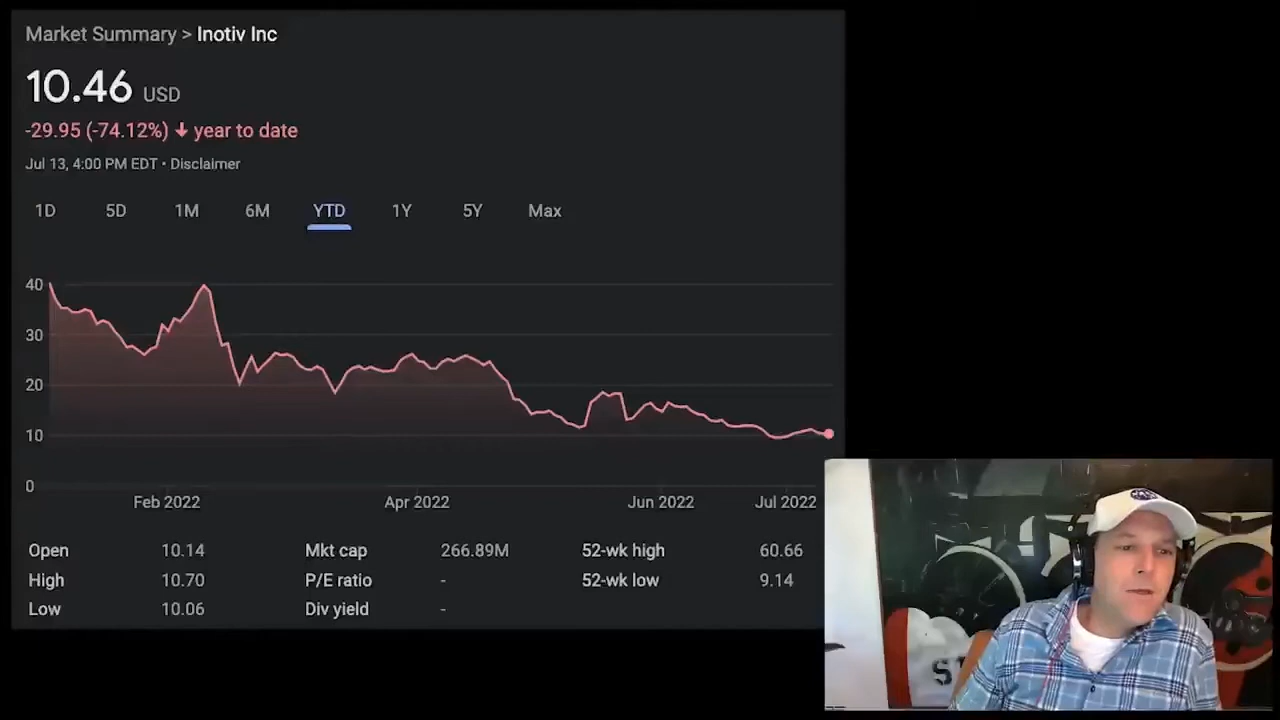 Market Summary > Inotiv Inc
10.46 USD
-29.95 (-74.12%) ↓ year to date
Jul 13, 4:00 PM EDT • Disclaimer
1D 5D 1M 6M YTD 1Y 5Y Max
40
30
20
10
0
Feb 2022 Apr 2022 Jun 2022 Jul 2022
Open 10.14 Mkt cap 266.89M 52-wk high 60.66
High 10.70 P/E ratio - 52-wk low 9.14
Low 10.06 Div yield -